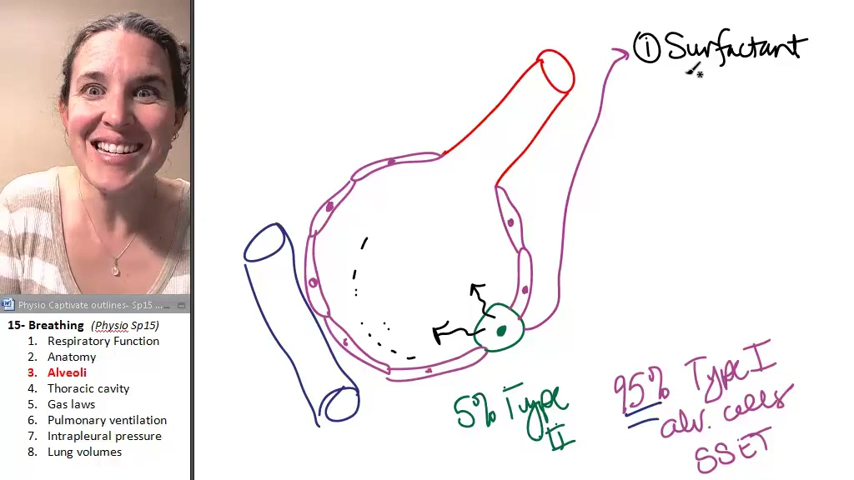 ① Surfactant
Physio Captivate outlines- Sp15 ...
15- Breathing (Physio Sp15)
1. Respiratory Function
2. Anatomy
3. Alveoli
4. Thoracic cavity
5. Gas laws
6. Pulmonary ventilation
7. Intrapleural pressure
8. Lung volumes
5% Type
II
95% Type I
alv. cells
SSET